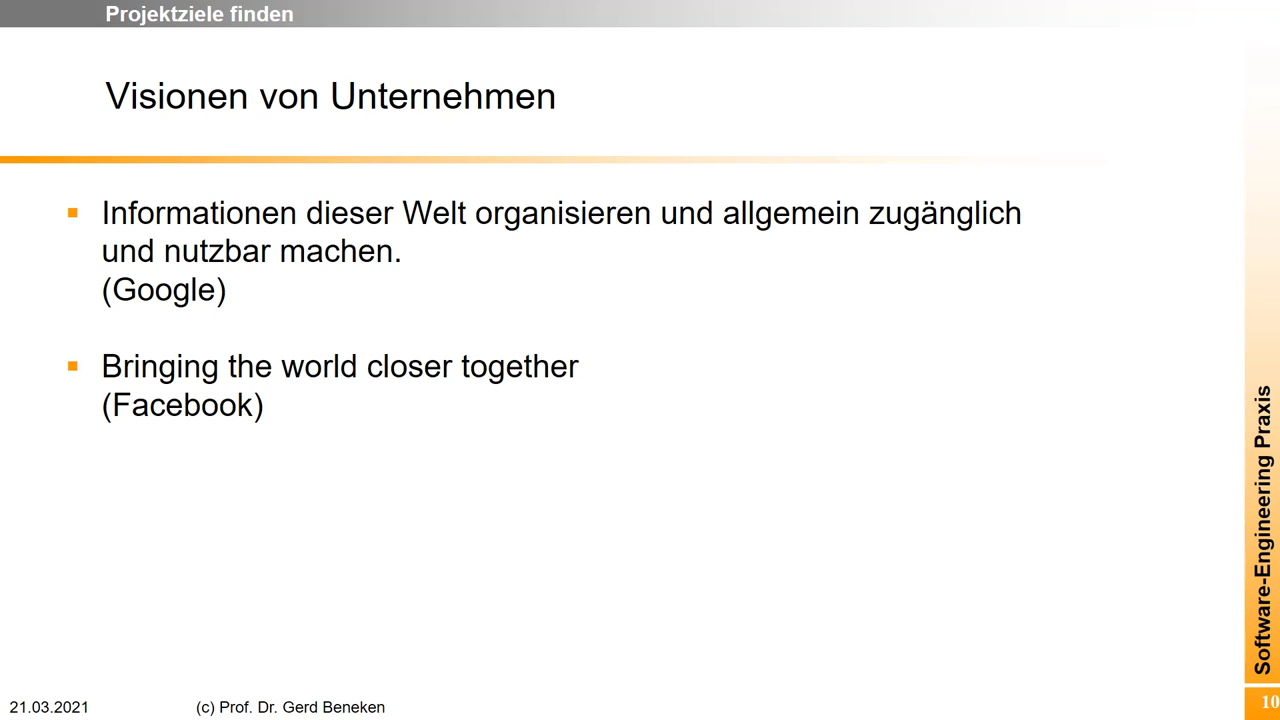 Projektziele finden
Visionen von Unternehmen
Informationen dieser Welt organisieren und allgemein zugänglich
und nutzbar machen.
(Google)
Bringing the world closer together
(Facebook)
Software-Engineering Praxis
21.03.2021
(c) Prof. Dr. Gerd Beneken
10